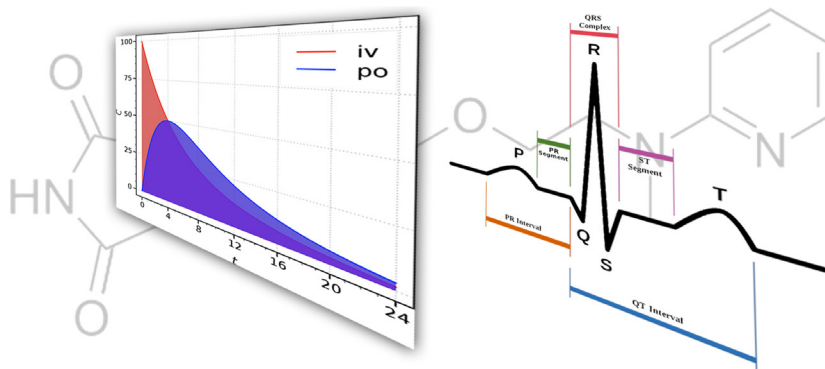 100
75
50
25
0
C
iv
po
0
4
8
12
16
20
24
t
HN
O
O
O
N
N
QRS
Complex
R
PR
Segment
ST
Segment
P
T
PR Interval
Q
S
QT Interval